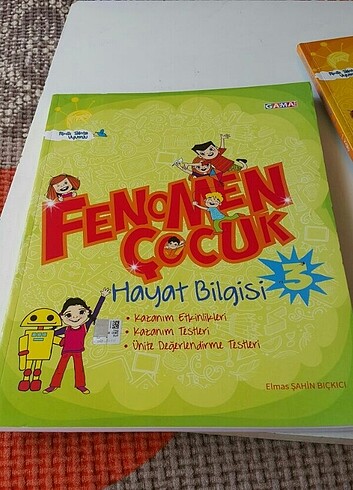 GAMA
FENOMEN
ÇOCUK
Hayat Bilgisi
3
• Kazanım Etkinlikleri
• Kazanım Testleri
• Ünite Değerlendirme Testleri
Elmas ŞAHİN BIÇKICI